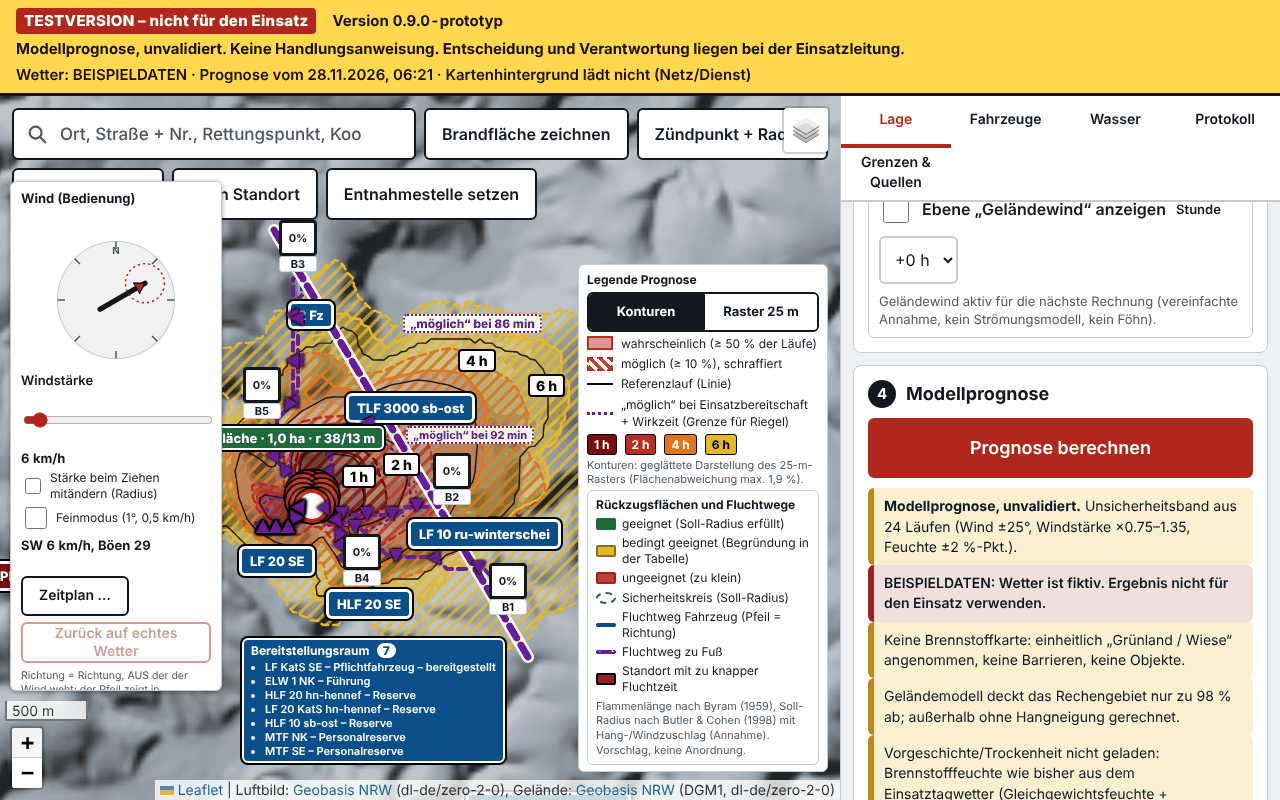 TESTVERSION – nicht für den Einsatz Version 0.9.0-prototyp
Modellprognose, unvalidiert. Keine Handlungsanweisung. Entscheidung und Verantwortung liegen bei der Einsatzleitung.
Wetter: BEISPIELDATEN · Prognose vom 28.11.2026, 06:21 · Kartenhintergrund lädt nicht (Netz/Dienst)
Ort, Straße + Nr., Rettungspunkt, Koo
Brandfläche zeichnen
Zündpunkt + Rad
Standort
Entnahmestelle setzen
Wind (Bedienung)
N
Windstärke
6 km/h
Stärke beim Ziehen
mitändern (Radius)
Feinmodus (1°, 0,5 km/h)
SW 6 km/h, Böen 29
Zeitplan ...
Zurück auf echtes
Wetter
Richtung = Richtung, AUS der der
Wind weht; der Pfeil zeigt in
500 m
+
−
0%
B3
Fz
„möglich“ bei 86 min
4 h
6 h
0%
B5
TLF 3000 sb-ost
läche · 1,0 ha · r 38/13 m
„möglich“ bei 92 min
2 h
1 h
0%
B2
LF 10 ru-winterschei
LF 20 SE
0%
B4
0%
B1
HLF 20 SE
Bereitstellungsraum 7
LF KatS SE – Pflichtfahrzeug – bereitgestellt
ELW 1 NK – Führung
HLF 20 hn-hennef – Reserve
LF 20 KatS hn-hennef – Reserve
HLF 10 sb-ost – Reserve
MTF NK – Personalreserve
MTF SE – Personalreserve
Legende Prognose
Konturen Raster 25 m
wahrscheinlich (≥ 50 % der Läufe)
möglich (≥ 10 %), schraffiert
Referenzlauf (Linie)
„möglich“ bei Einsatzbereitschaft
+ Wirkzeit (Grenze für Riegel)
1 h 2 h 4 h 6 h
Konturen: geglättete Darstellung des 25-m-
Rasters (Flächenabweichung max. 1,9 %).
Rückzugsflächen und Fluchtwege
geeignet (Soll-Radius erfüllt)
bedingt geeignet (Begründung in
der Tabelle)
ungeeignet (zu klein)
Sicherheitskreis (Soll-Radius)
Fluchtweg Fahrzeug (Pfeil =
Richtung)
Fluchtweg zu Fuß
Standort mit zu knapper
Fluchtzeit
Flammenlänge nach Byram (1959), Soll-
Radius nach Butler & Cohen (1998) mit
Hang-/Windzuschlag (Annahme).
Vorschlag, keine Anordnung.
Leaflet | Luftbild: Geobasis NRW (dl-de/zero-2-0), Gelände: Geobasis NRW (DGM1, dl-de/zero-2-0)
Lage Fahrzeuge Wasser Protokoll
Grenzen &
Quellen
Ebene „Geländewind“ anzeigen Stunde
+0 h
Geländewind aktiv für die nächste Rechnung (vereinfachte
Annahme, kein Strömungsmodell, kein Föhn).
4 Modellprognose
Prognose berechnen
Modellprognose, unvalidiert. Unsicherheitsband aus
24 Läufen (Wind ±25°, Windstärke ×0.75–1.35,
Feuchte ±2 %-Pkt.).
BEISPIELDATEN: Wetter ist fiktiv. Ergebnis nicht für
den Einsatz verwenden.
Keine Brennstoffkarte: einheitlich „Grünland / Wiese“
angenommen, keine Barrieren, keine Objekte.
Geländemodell deckt das Rechengebiet nur zu 98 %
ab; außerhalb ohne Hangneigung gerechnet.
Vorgeschichte/Trockenheit nicht geladen:
Brennstofffeuchte wie bisher aus dem
Einsatztagwetter (Gleichgewichtsfeuchte +